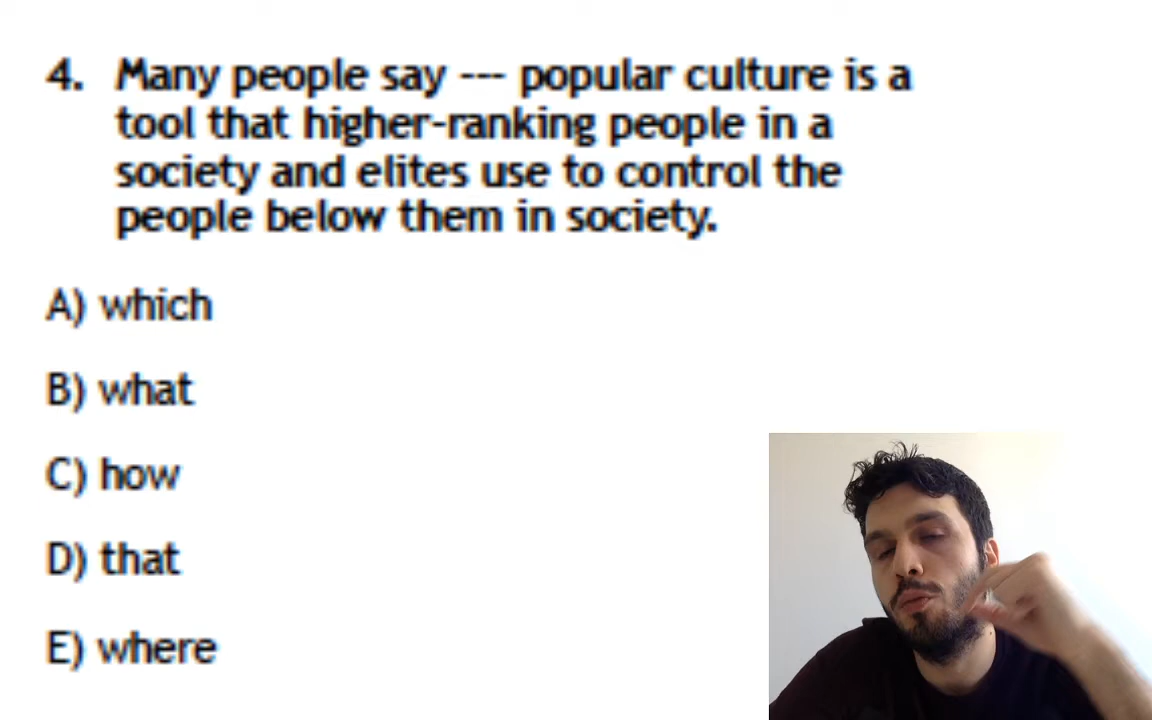 4. Many people say --- popular culture is a
tool that higher-ranking people in a
society and elites use to control the
people below them in society.
A) which
B) what
C) how
D) that
E) where